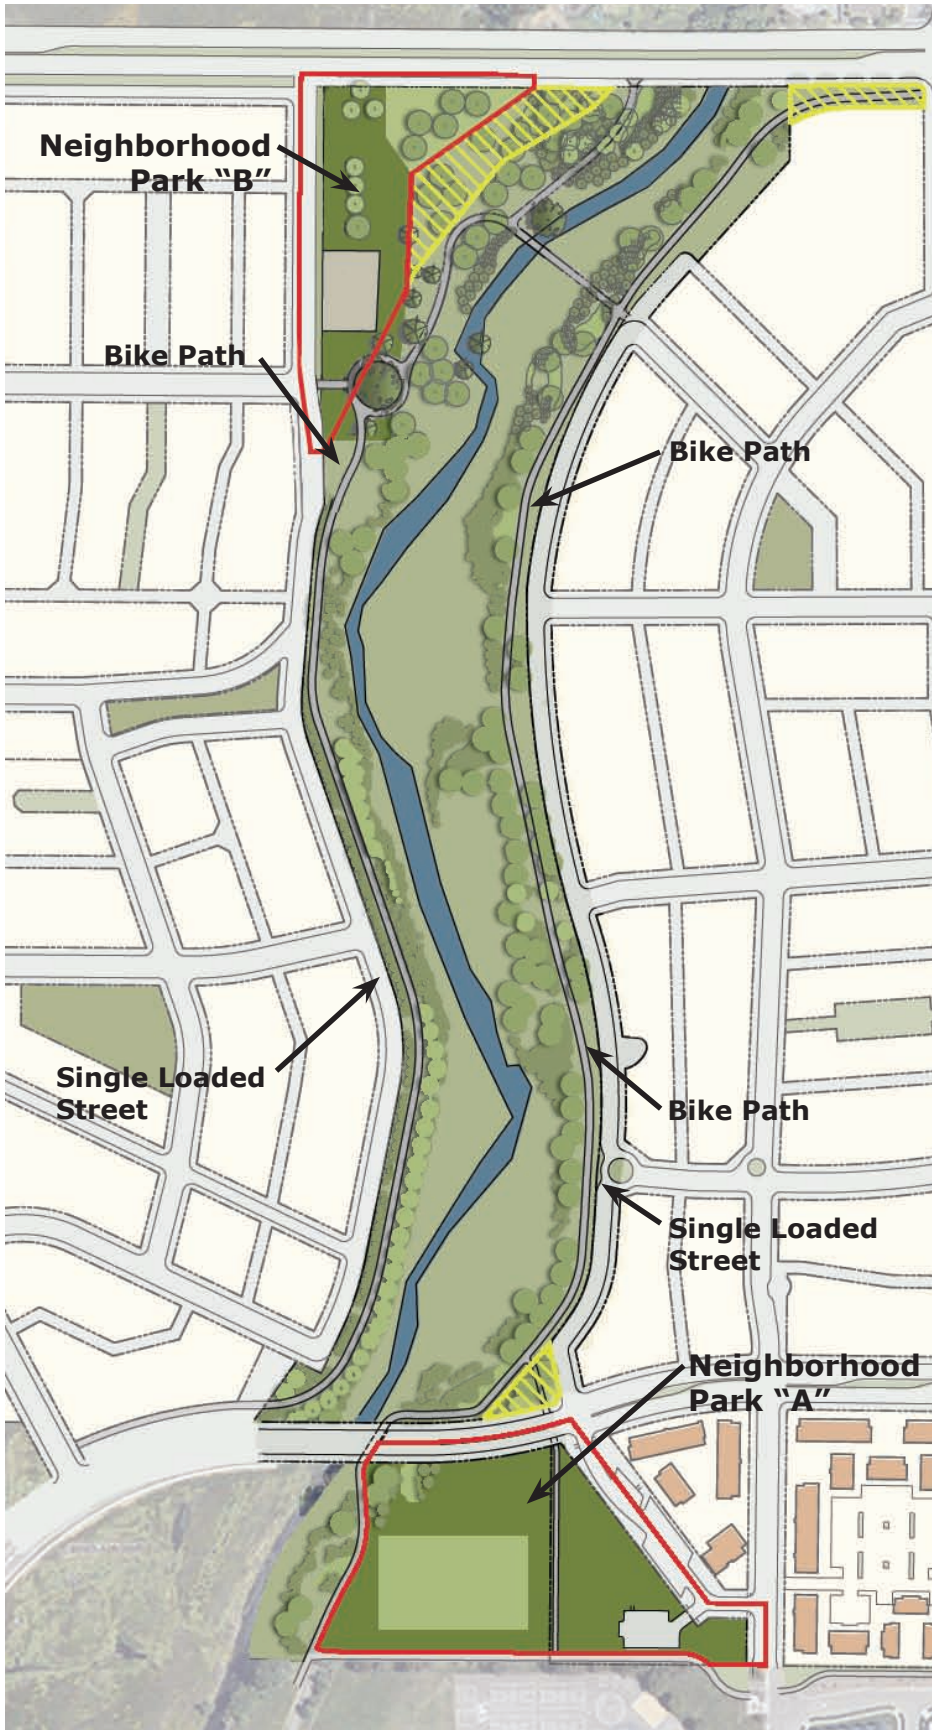 Neighborhood
Park “B”
Bike Path
Bike Path
Single Loaded
Street
Bike Path
Single Loaded
Street
Neighborhood
Park “A”